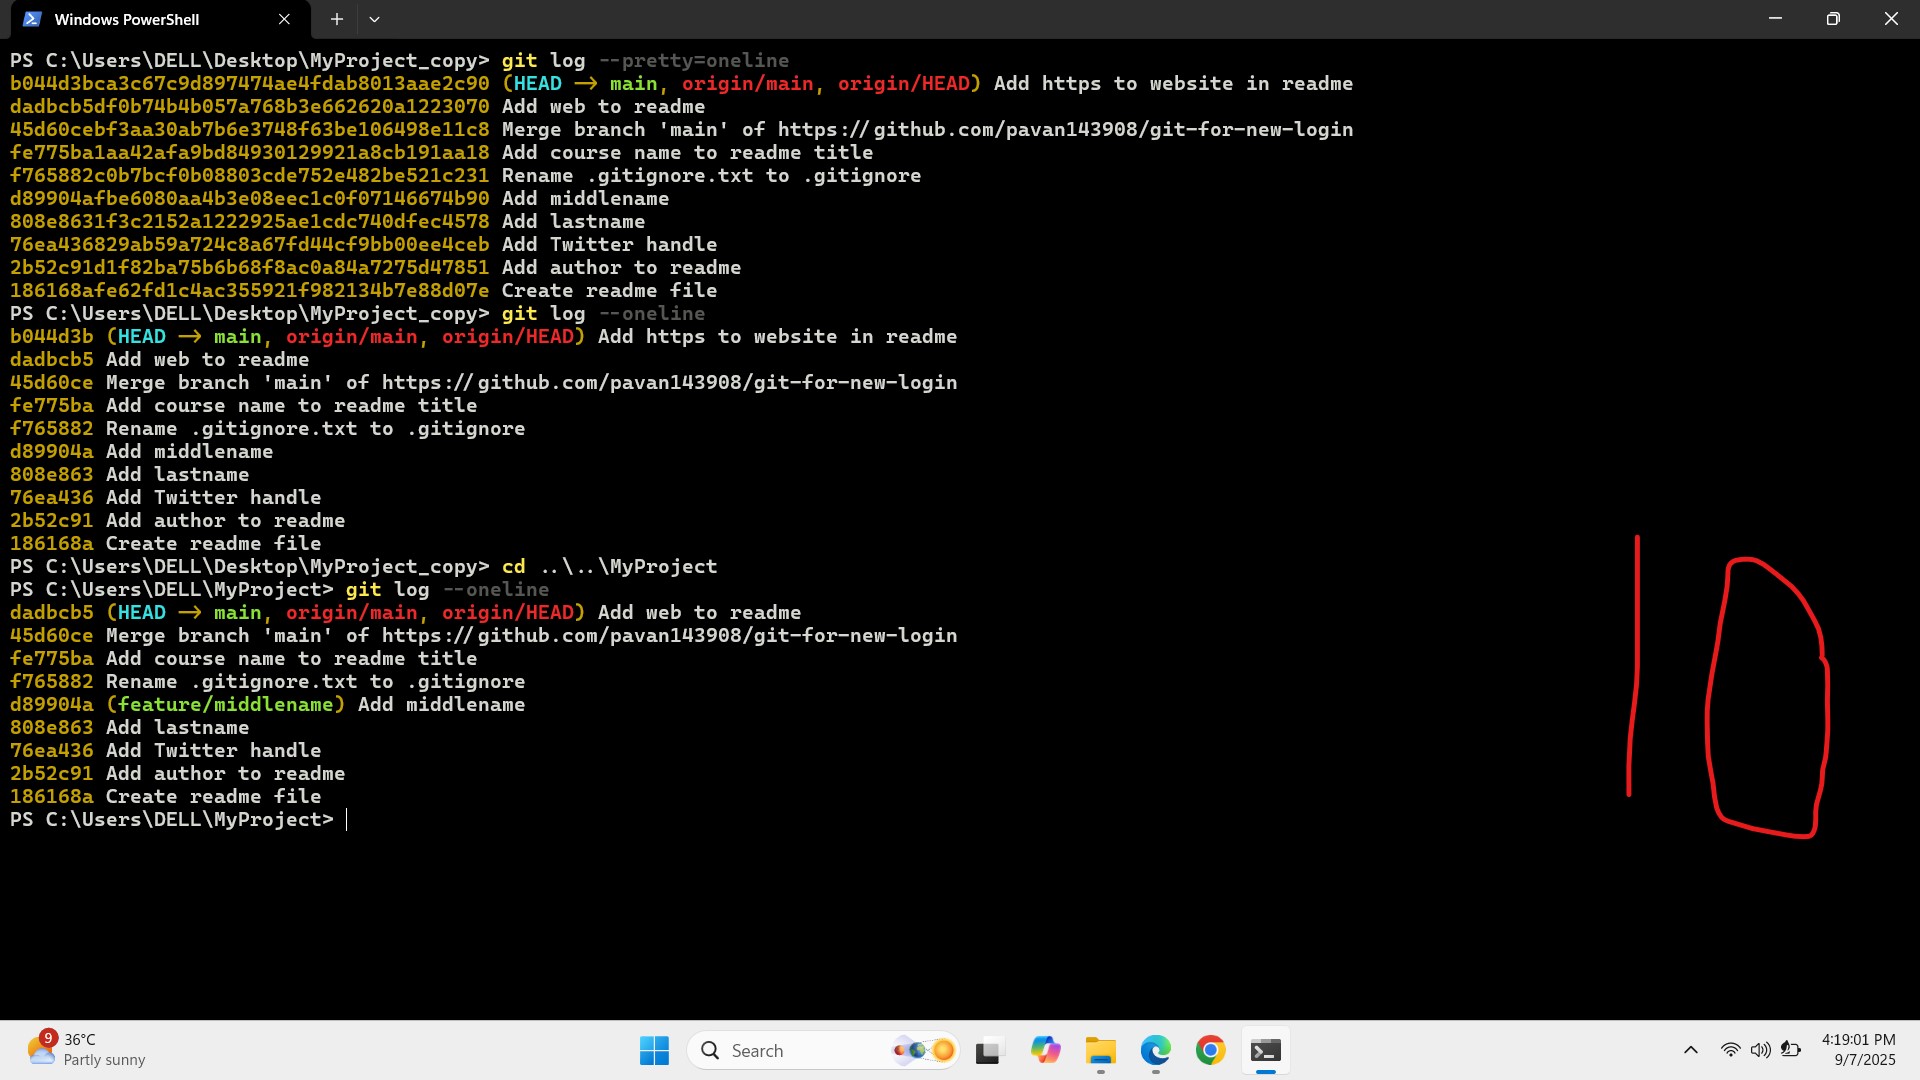 Windows PowerShell
PS C:\Users\DELL\Desktop\MyProject_copy> git log --pretty=oneline
b044d3bca3c67c9d897474ae4fdab8013aae2c90 (HEAD -> main, origin/main, origin/HEAD) Add https to website in readme
dadbcb5df0b74b4b057a768b3e662620a1223070 Add web to readme
45d60cebf3aa30ab7b6e3748f63be106498e11c8 Merge branch 'main' of https://github.com/pavan143908/git-for-new-login
fe775ba1aa42afa9bd84930129921a8cb191aa18 Add course name to readme title
f765882c0b7bcf0b08803cde752e482be521c231 Rename .gitignore.txt to .gitignore
d89904afbe6080aa4b3e08eec1c0f07146674b90 Add middlename
808e8631f3c2152a1222925ae1cdc740dfec4578 Add lastname
76ea436829ab59a724c8a67fd44cf9bb00ee4ceb Add Twitter handle
2b52c91d1f82ba75b6b68f8ac0a84a7275d47851 Add author to readme
186168afe62fd1c4ac355921f982134b7e88d07e Create readme file
PS C:\Users\DELL\Desktop\MyProject_copy> git log --oneline
b044d3b (HEAD -> main, origin/main, origin/HEAD) Add https to website in readme
dadbcb5 Add web to readme
45d60ce Merge branch 'main' of https://github.com/pavan143908/git-for-new-login
fe775ba Add course name to readme title
f765882 Rename .gitignore.txt to .gitignore
d89904a Add middlename
808e863 Add lastname
76ea436 Add Twitter handle
2b52c91 Add author to readme
186168a Create readme file
PS C:\Users\DELL\Desktop\MyProject_copy> cd ..\..\MyProject
PS C:\Users\DELL\MyProject> git log --oneline
dadbcb5 (HEAD -> main, origin/main, origin/HEAD) Add web to readme
45d60ce Merge branch 'main' of https://github.com/pavan143908/git-for-new-login
fe775ba Add course name to readme title
f765882 Rename .gitignore.txt to .gitignore
d89904a (feature/middlename) Add middlename
808e863 Add lastname
76ea436 Add Twitter handle
2b52c91 Add author to readme
186168a Create readme file
PS C:\Users\DELL\MyProject>
10
9
36°C
Partly sunny
Search
4:19:01 PM
9/7/2025